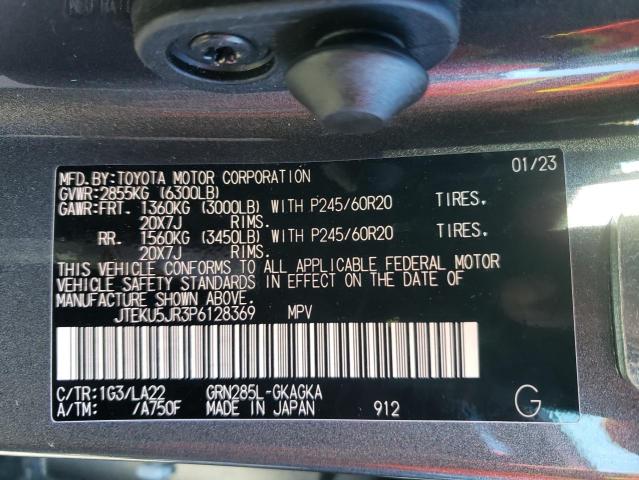 MFD.BY:TOYOTA MOTOR CORPORATION 01/23
GVWR:2855KG (6300LB)
GAWR:FRT. 1360KG (3000LB) WITH P245/60R20 TIRES.
20X7J RIMS.
RR. 1560KG (3450LB) WITH P245/60R20 TIRES.
20X7J RIMS.
THIS VEHICLE CONFORMS TO ALL APPLICABLE FEDERAL MOTOR
VEHICLE SAFETY STANDARDS IN EFFECT ON THE DATE OF
MANUFACTURE SHOWN ABOVE.
JTEKU5JR3P6128369 MPV
C/TR:1G3/LA22 GRN285L-GKAGKA
A/TM: /A750F MADE IN JAPAN 912 G